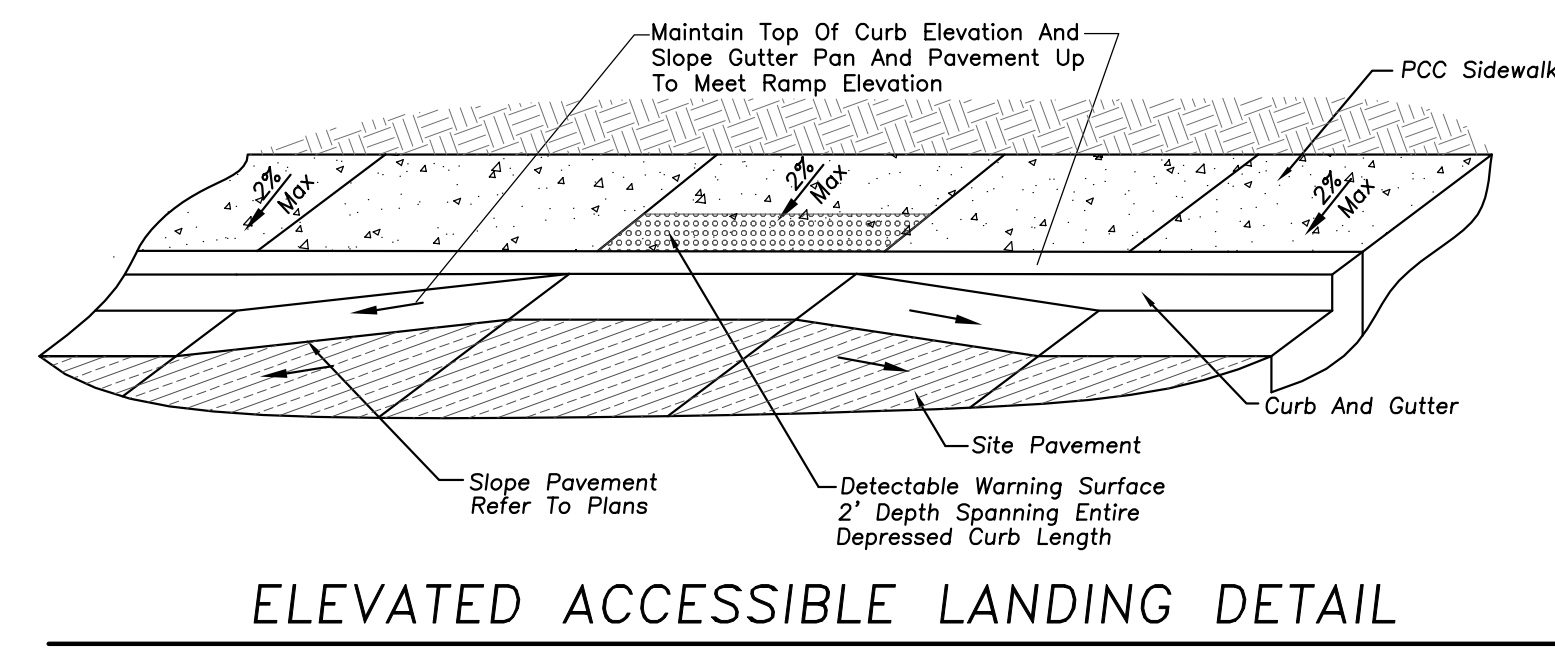 Maintain Top Of Curb Elevation And
Slope Gutter Pan And Pavement Up
To Meet Ramp Elevation
PCC Sidewalk
2%
Max
2%
Max
2%
Max
Curb And Gutter
Site Pavement
Slope Pavement
Refer To Plans
Detectable Warning Surface
2' Depth Spanning Entire
Depressed Curb Length
ELEVATED ACCESSIBLE LANDING DETAIL